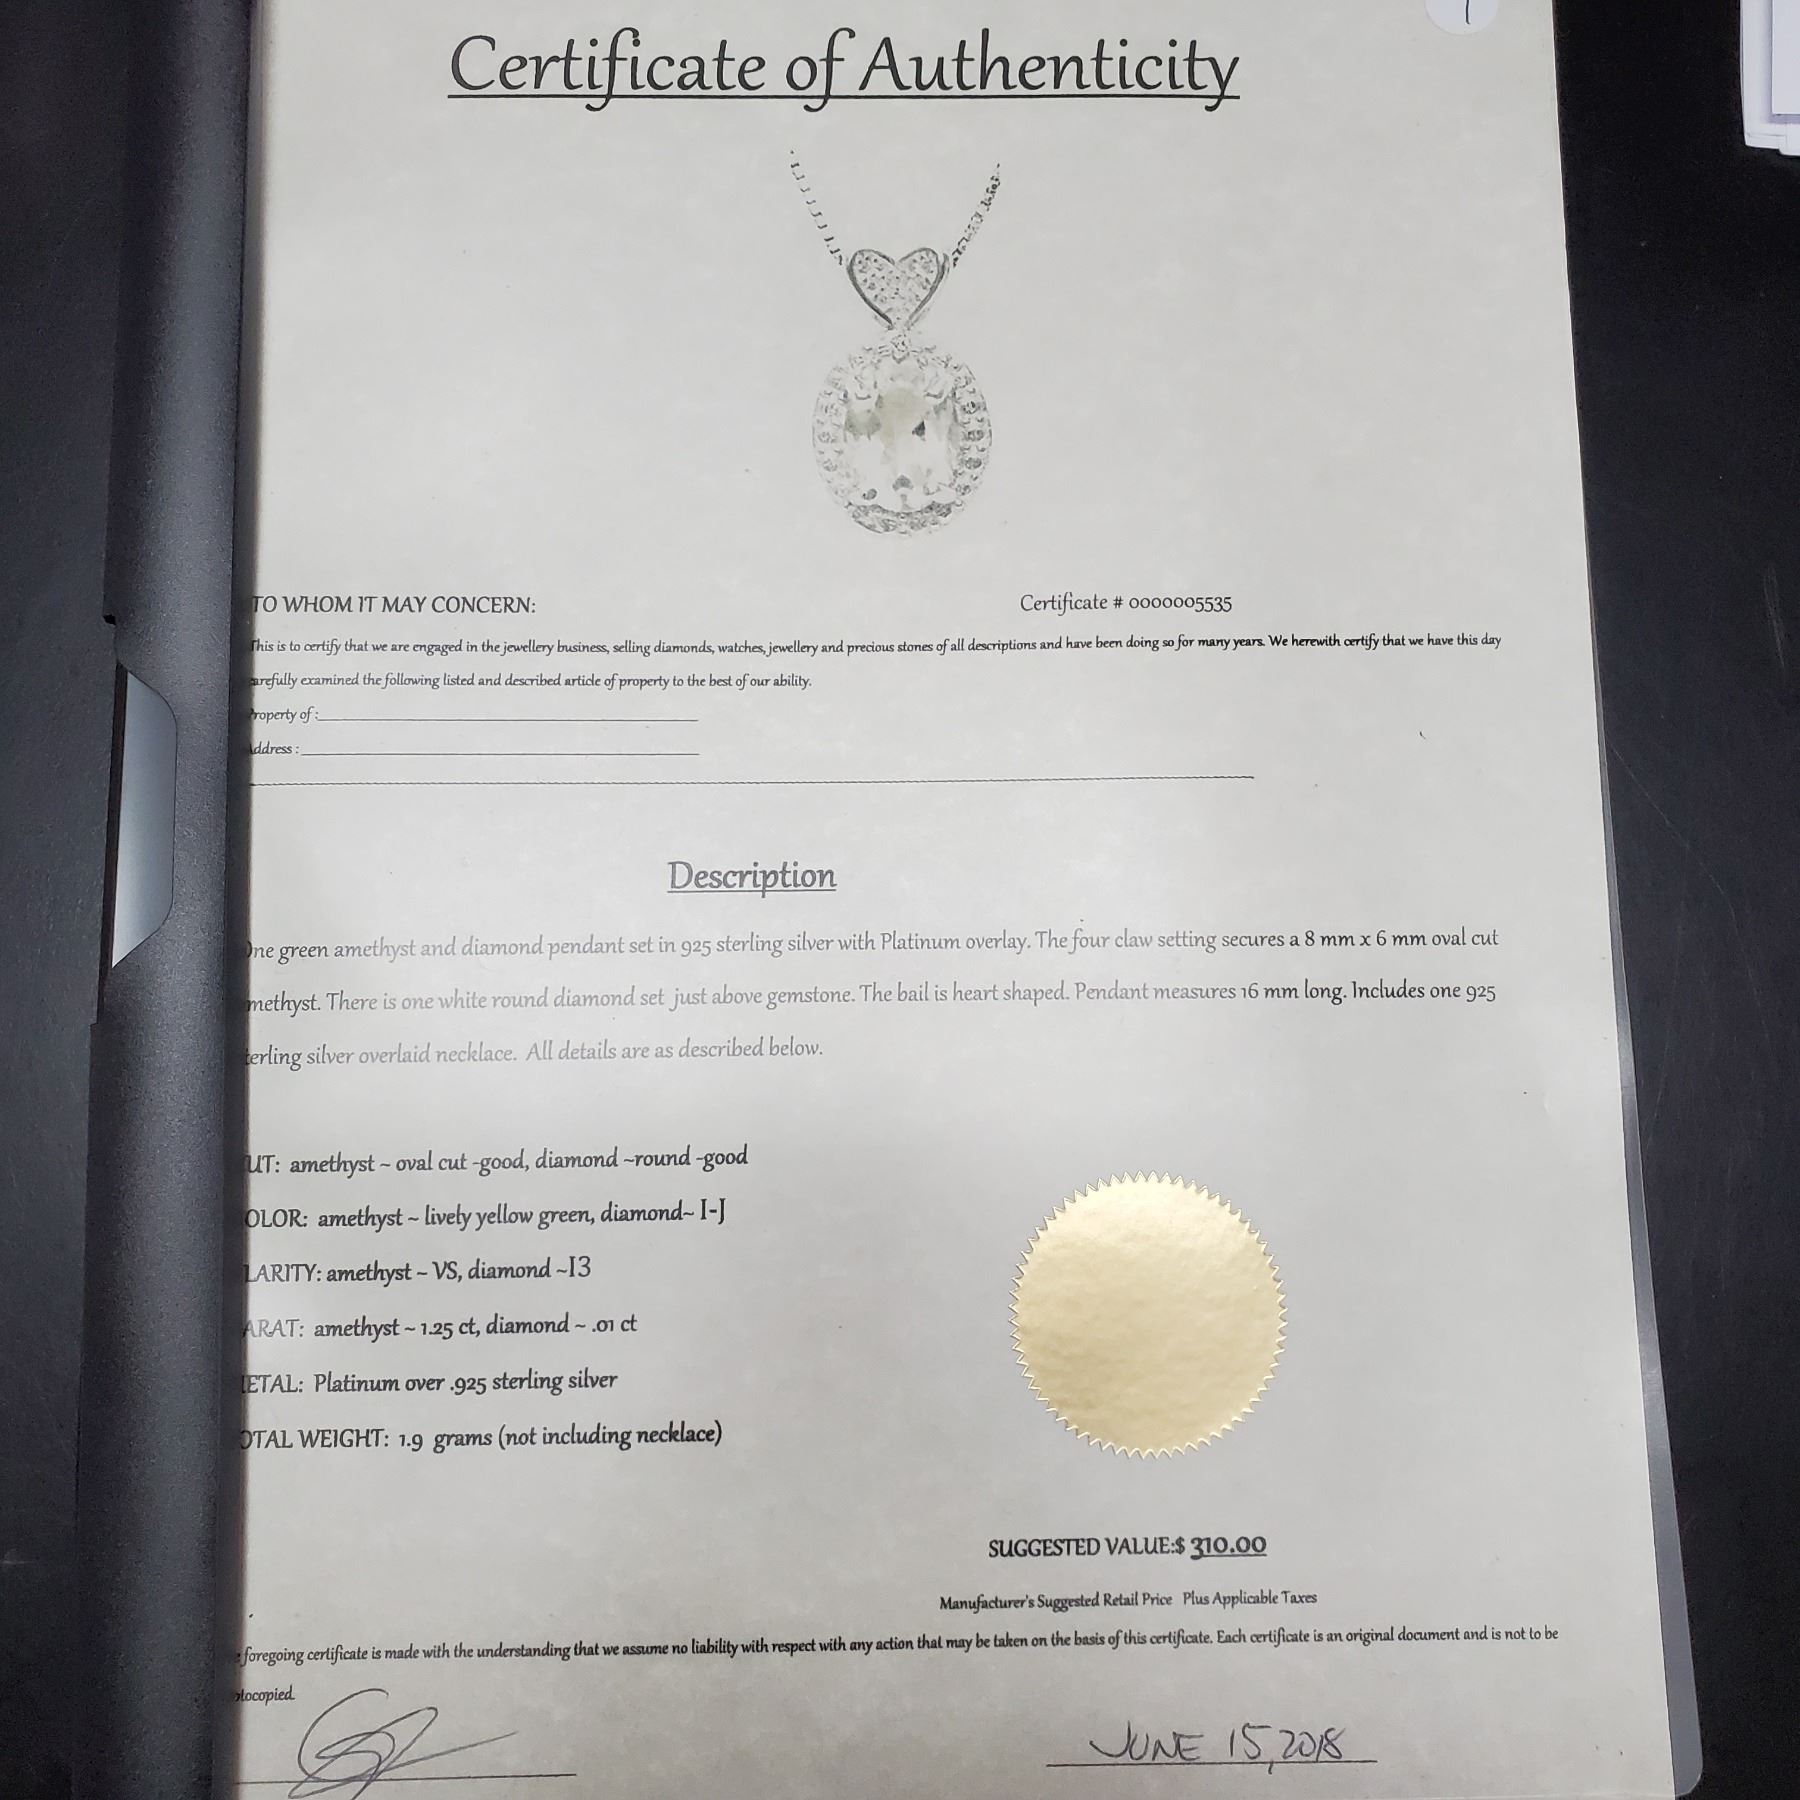 Certificate of Authenticity
TO WHOM IT MAY CONCERN:
Certificate # 0000005535
This is to certify that we are engaged in the jewellery business, selling diamonds, watches, jewellery and precious stones of all descriptions and have been doing so for many years. We herewith certify that we have this day
arefully examined the following listed and described article of property to the best of our ability.
roperty of :
ddress :
Description
One green amethyst and diamond pendant set in 925 sterling silver with Platinum overlay. The four claw setting secures a 8 mm x 6 mm oval cut
methyst. There is one white round diamond set just above gemstone. The bail is heart shaped. Pendant measures 16 mm long. Includes one 925
terling silver overlaid necklace. All details are as described below.
UT: amethyst ~ oval cut -good, diamond ~round -good
OLOR: amethyst ~ lively yellow green, diamond~ I-J
LARITY: amethyst ~ VS, diamond ~I3
ARAT: amethyst ~ 1.25 ct, diamond ~ .01 ct
ETAL: Platinum over .925 sterling silver
OTAL WEIGHT: 1.9 grams (not including necklace)
SUGGESTED VALUE:$ 310.00
Manufacturer's Suggested Retail Price Plus Applicable Taxes
foregoing certificate is made with the understanding that we assume no liability with respect with any action that may be taken on the basis of this certificate. Each certificate is an original document and is not to be
tocopied.
JUNE 15, 2018